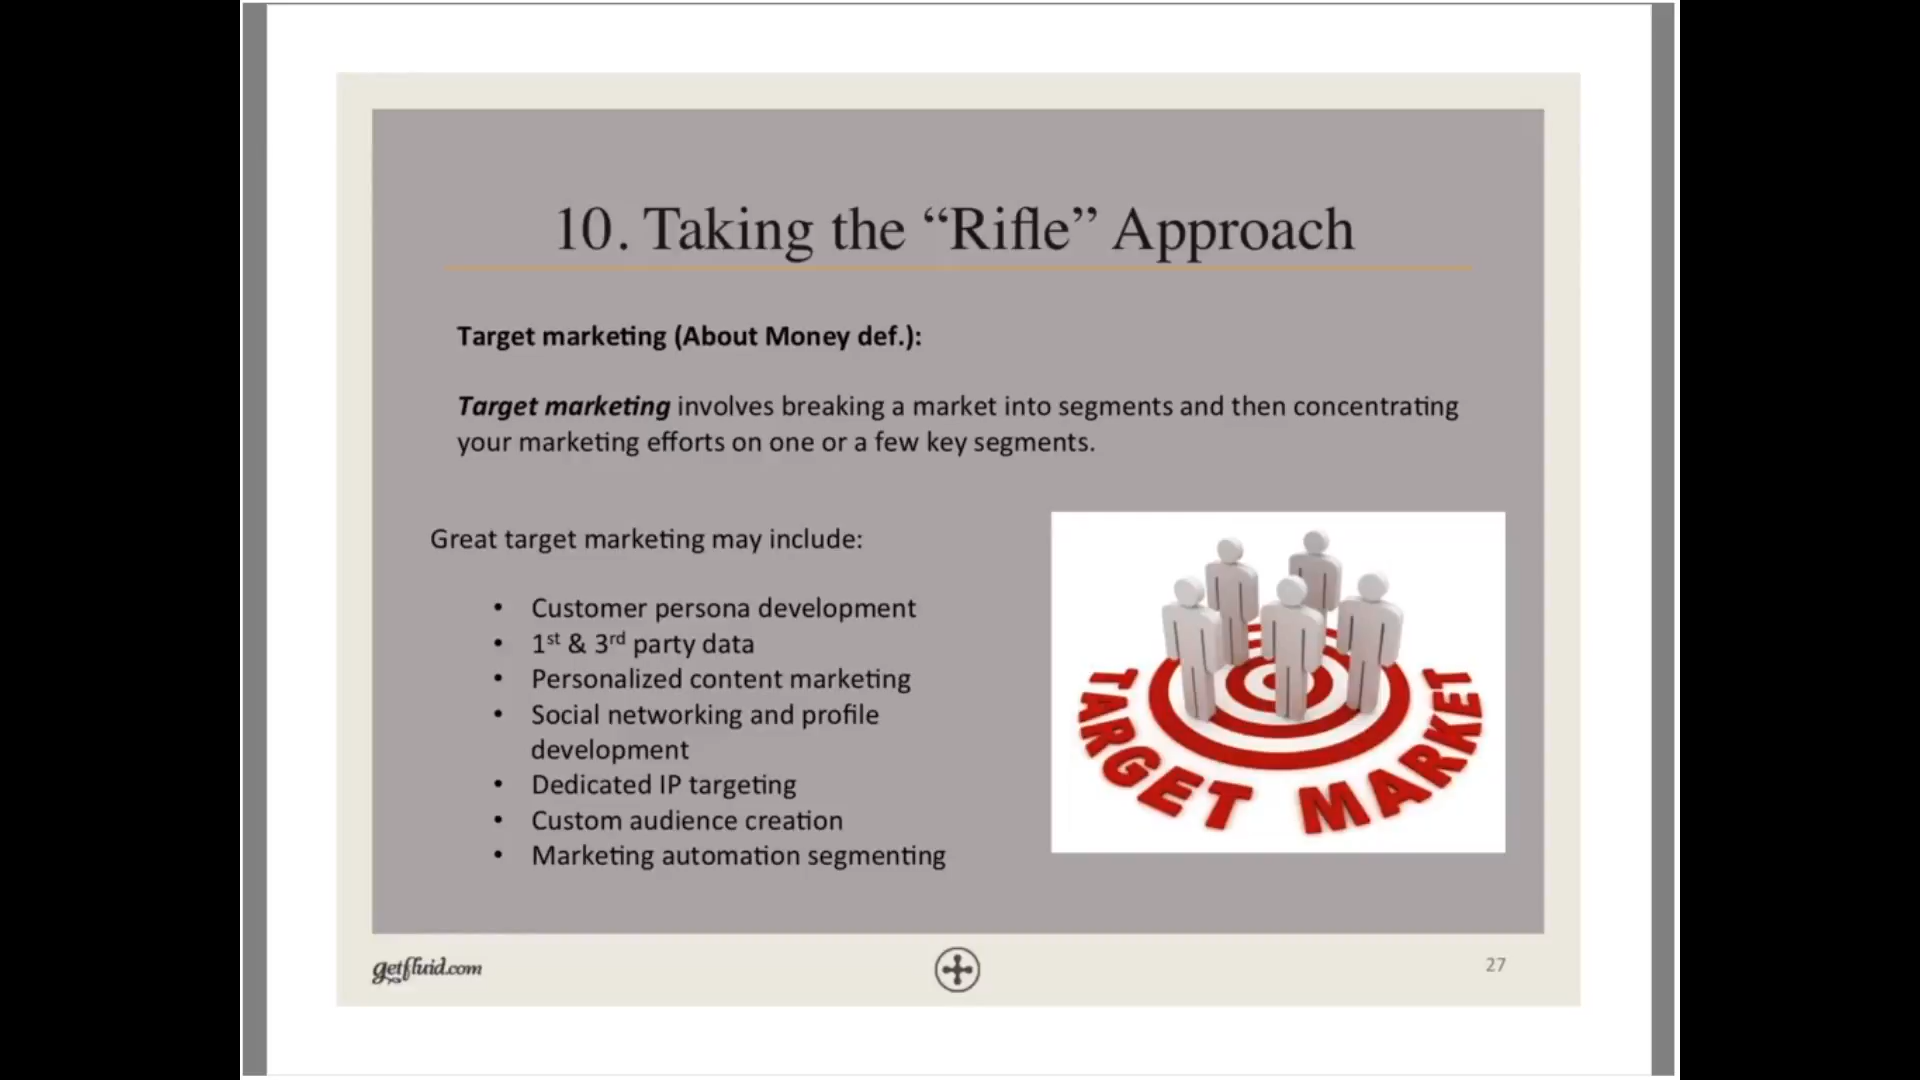 10. Taking the “Rifle” Approach
Target marketing (About Money def.):
Target marketing involves breaking a market into segments and then concentrating
your marketing efforts on one or a few key segments.
Great target marketing may include:
• Customer persona development
• 1st & 3rd party data
• Personalized content marketing
• Social networking and profile
development
• Dedicated IP targeting
• Custom audience creation
• Marketing automation segmenting
TARGET MARKET
getfluid.com
27